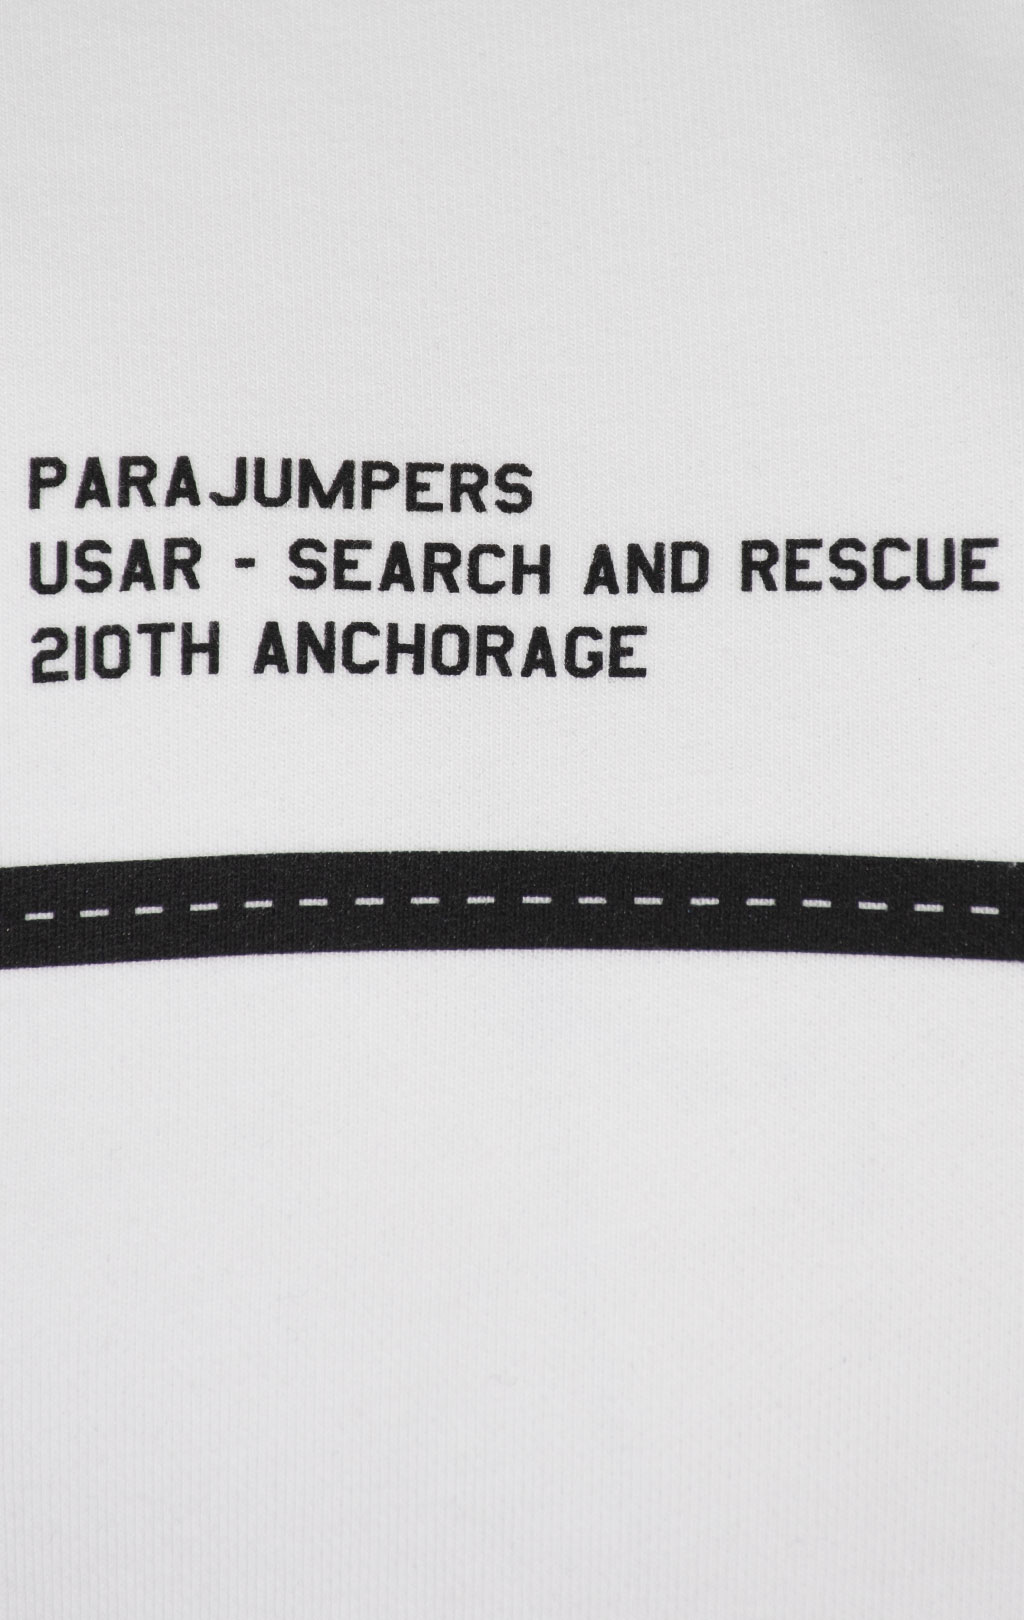 PARAJUMPERS
USAR - SEARCH AND RESCUE
210TH ANCHORAGE